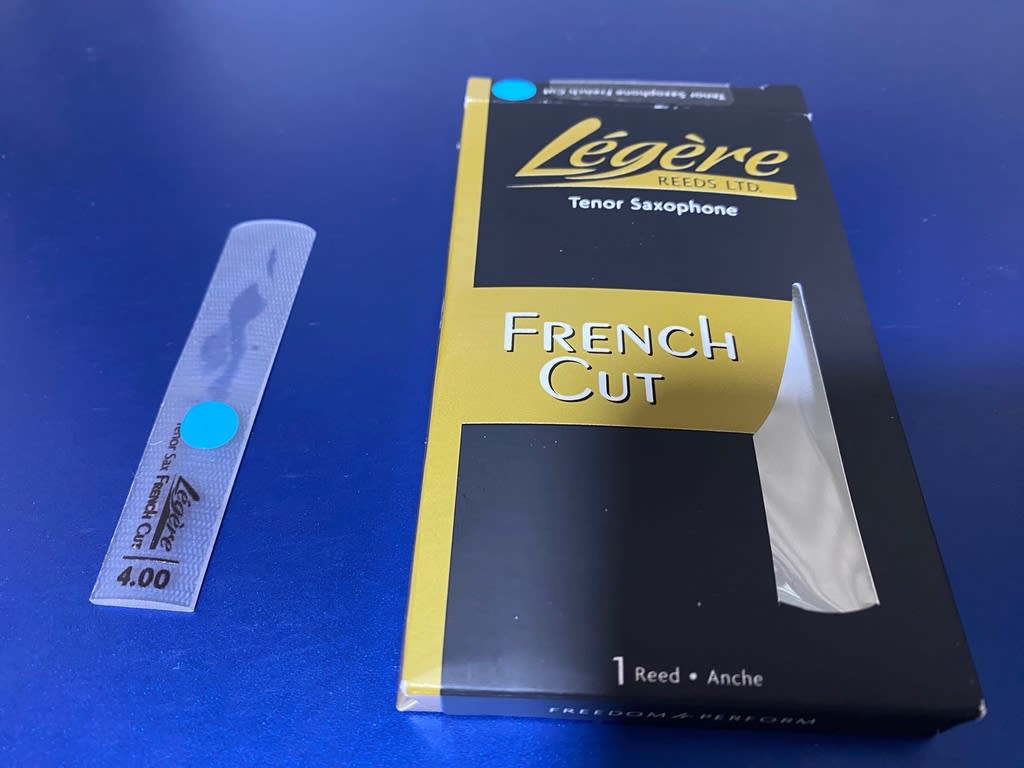 Tenor Saxophone French Cut
Légère
REEDS LTD.
Tenor Saxophone
FRENCH
CUT
1 Reed • Anche
FREEDOM to PERFORM
Tenor Sax FRENCH CUT
Légère
4.00